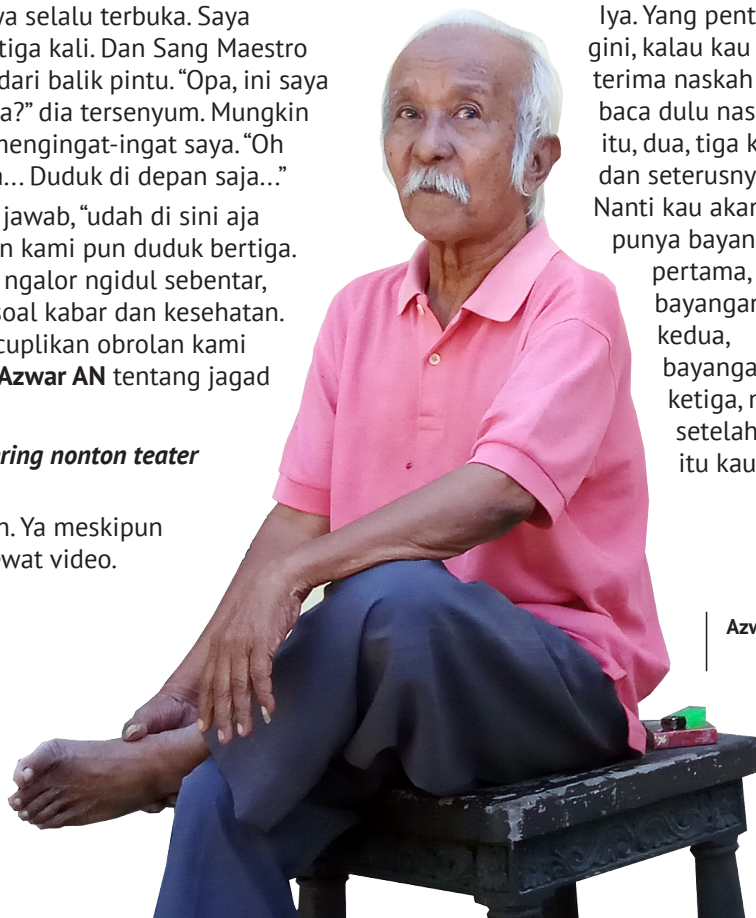 ya selalu terbuka. Saya
tiga kali. Dan Sang Maestro
dari balik pintu. “Opa, ini saya
a?” dia tersenyum. Mungkin
mengingat-ingat saya. “Oh
a... Duduk di depan saja...”
jawab, “udah di sini aja
n kami pun duduk bertiga.
ngalor ngidul sebentar,
soal kabar dan kesehatan.
cuplikan obrolan kami
Azwar AN tentang jagad
ring nonton teater
n. Ya meskipun
ewat video.
Iya. Yang pent
gini, kalau kau
terima naskah
baca dulu nas
itu, dua, tiga k
dan seterusny
Nanti kau akan
punya bayan
pertama,
bayangan
kedua,
bayanga
ketiga, n
setelah
itu kau
Azw